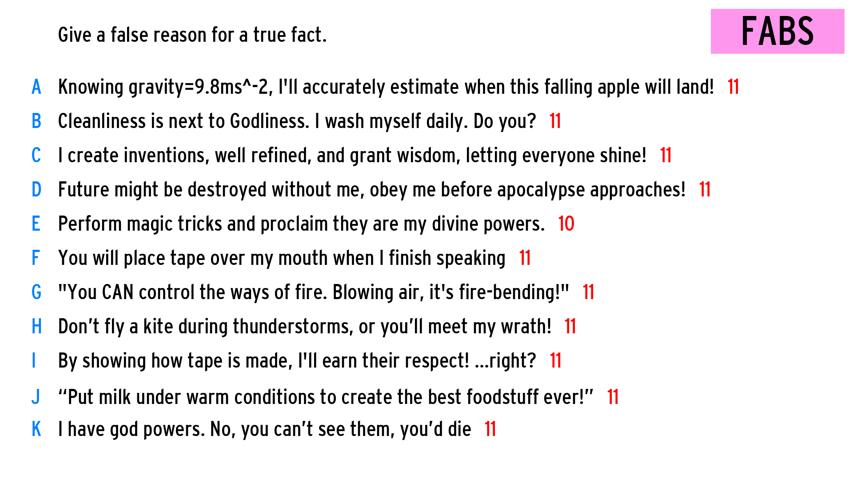 Give a false reason for a true fact.
FABS
A Knowing gravity=9.8ms^-2, I'll accurately estimate when this falling apple will land! 11
B Cleanliness is next to Godliness. I wash myself daily. Do you? 11
C I create inventions, well refined, and grant wisdom, letting everyone shine! 11
D Future might be destroyed without me, obey me before apocalypse approaches! 11
E Perform magic tricks and proclaim they are my divine powers. 10
F You will place tape over my mouth when I finish speaking 11
G "You CAN control the ways of fire. Blowing air, it's fire-bending!" 11
H Don’t fly a kite during thunderstorms, or you’ll meet my wrath! 11
I By showing how tape is made, I'll earn their respect! ...right? 11
J “Put milk under warm conditions to create the best foodstuff ever!” 11
K I have god powers. No, you can’t see them, you’d die 11